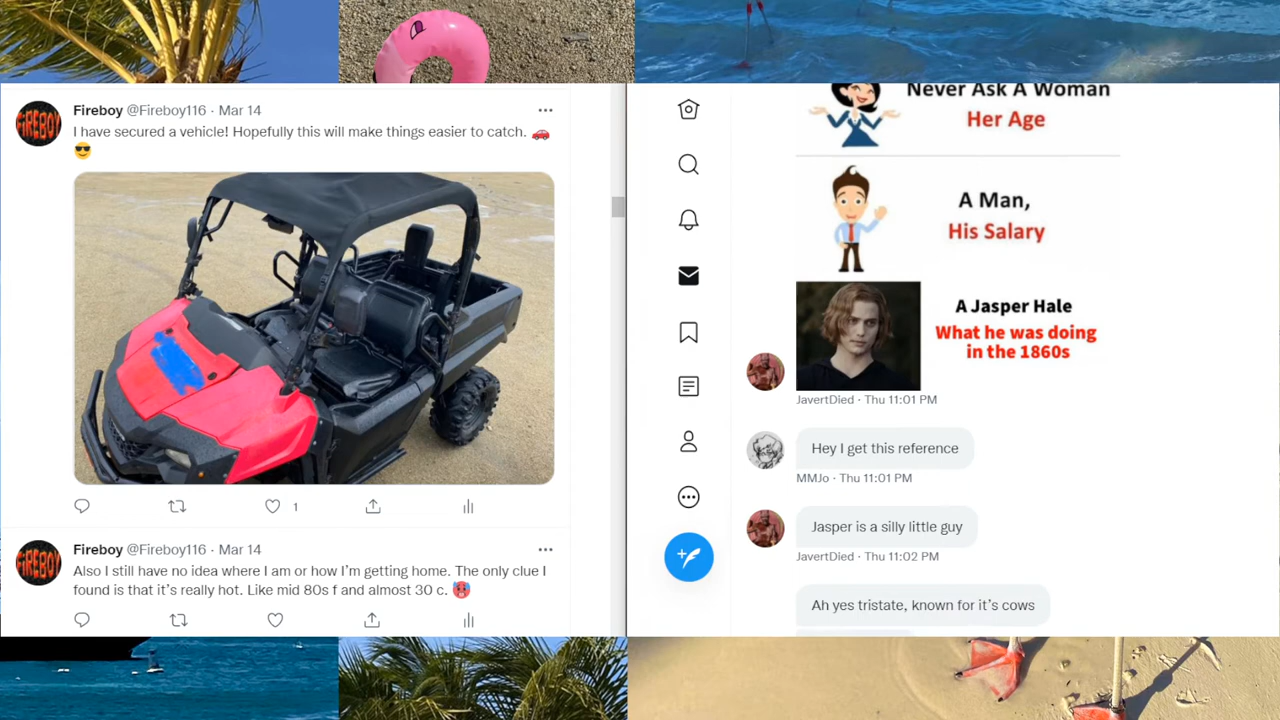 Fireboy @Fireboy116 · Mar 14
I have secured a vehicle! Hopefully this will make things easier to catch. 🚗
😎
1
Fireboy @Fireboy116 · Mar 14
Also I still have no idea where I am or how I'm getting home. The only clue I
found is that it's really hot. Like mid 80s f and almost 30 c. 🥵
FIREBOY
FIREBOY
Never Ask A Woman
Her Age
A Man,
His Salary
A Jasper Hale
What he was doing
in the 1860s
JavertDied · Thu 11:01 PM
Hey I get this reference
MMJo · Thu 11:01 PM
Jasper is a silly little guy
JavertDied · Thu 11:02 PM
Ah yes tristate, known for it's cows